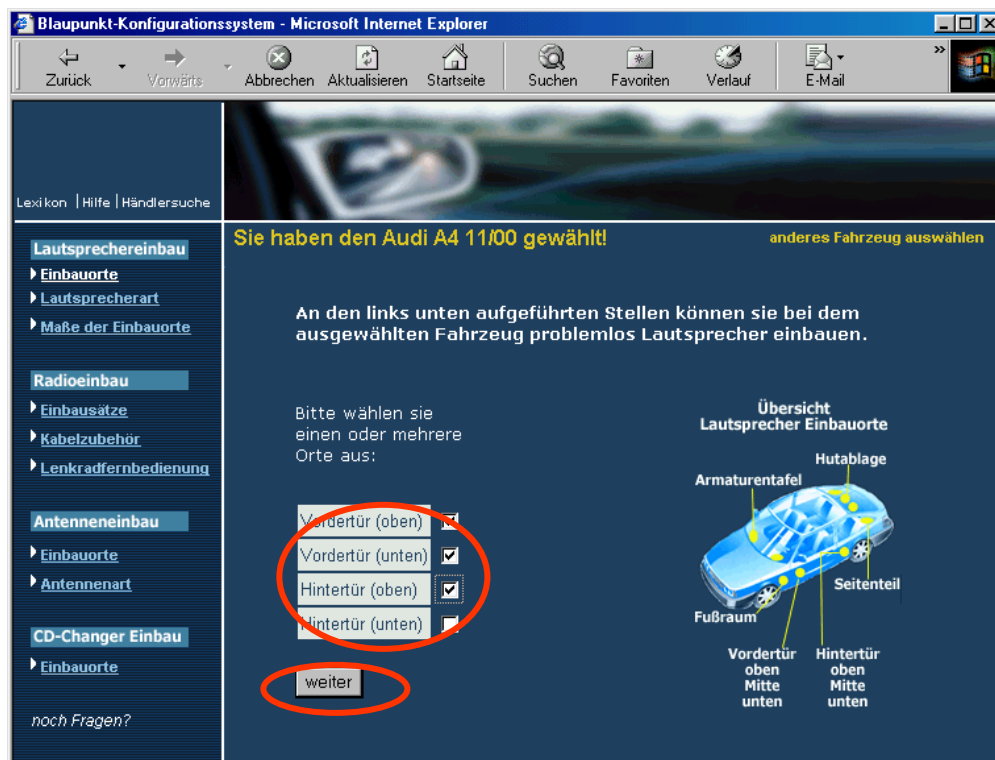 Blaupunkt-Konfigurationssystem - Microsoft Internet Explorer
Zurück Vorwärts Abbrechen Aktualisieren Startseite Suchen Favoriten Verlauf E-Mail »
Lexikon | Hilfe | Händlersuche
Lautsprechereinbau
Einbauorte
Lautsprecherart
Maße der Einbauorte
Radioeinbau
Einbausätze
Kabelzubehör
Lenkradfernbedienung
Antenneneinbau
Einbauorte
Antennenart
CD-Changer Einbau
Einbauorte
noch Fragen?
Sie haben den Audi A4 11/00 gewählt!
anderes Fahrzeug auswählen
An den links unten aufgeführten Stellen können sie bei dem
ausgewählten Fahrzeug problemlos Lautsprecher einbauen.
Bitte wählen sie
einen oder mehrere
Orte aus:
Vordertür (oben)
Vordertür (unten)
Hintertür (oben)
Hintertür (unten)
weiter
Übersicht
Lautsprecher Einbauorte
Hutablage
Armaturentafel
Seitenteil
Fußraum
Vordertür
oben
Mitte
unten
Hintertür
oben
Mitte
unten